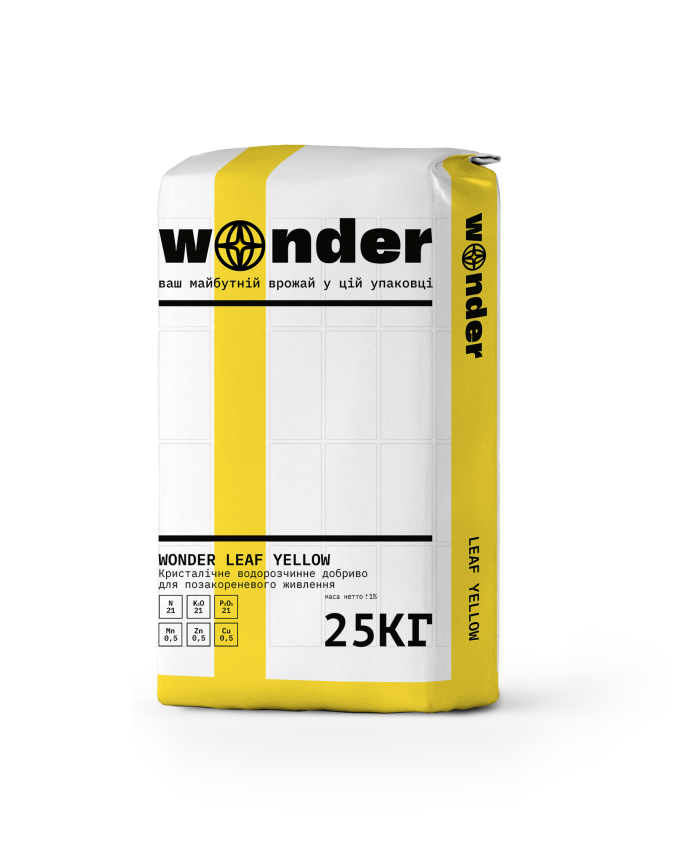 wonder
ваш майбутній врожай у цій упаковці
WONDER LEAF YELLOW
Кристалічне водорозчинне добриво
для позакореневого живлення
маса нетто ±1%
N K₂O P₂O₅
21 21 21
Mn Zn Cu
0,5 0,5 0,5
25КГ
wonder
LEAF YELLOW